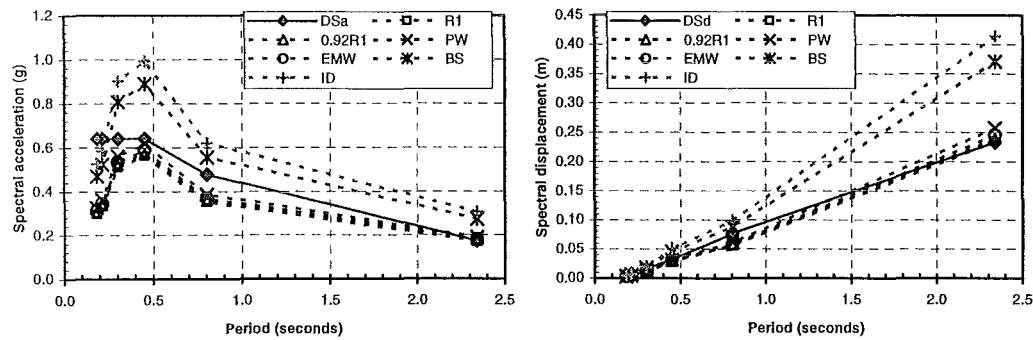 1.2
1.0
0.8
0.6
0.4
0.2
0.0
Spectral acceleration (g)
DSa R1
0.92R1 PW
EMW BS
ID
0.0 0.5 1.0 1.5 2.0 2.5
Period (seconds)
0.45
0.40
0.35
0.30
0.25
0.20
0.15
0.10
0.05
0.00
Spectral displacement (m)
DSd R1
0.92R1 PW
EMW BS
ID
0.0 0.5 1.0 1.5 2.0 2.5
Period (seconds)